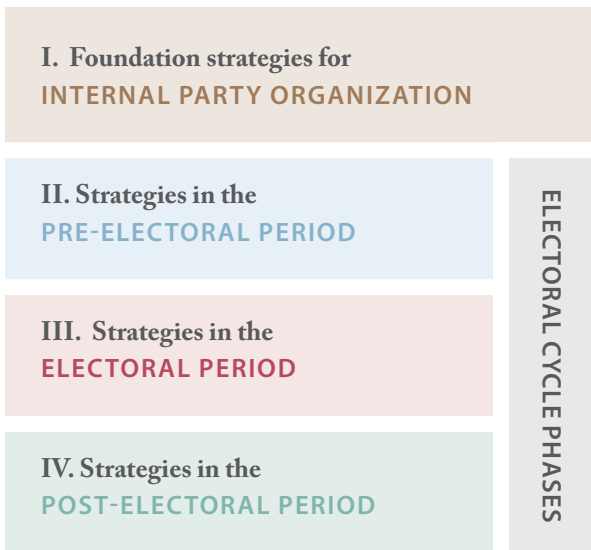 I. Foundation strategies for
INTERNAL PARTY ORGANIZATION
II. Strategies in the
PRE-ELECTORAL PERIOD
III. Strategies in the
ELECTORAL PERIOD
IV. Strategies in the
POST-ELECTORAL PERIOD
ELECTORAL CYCLE PHASES